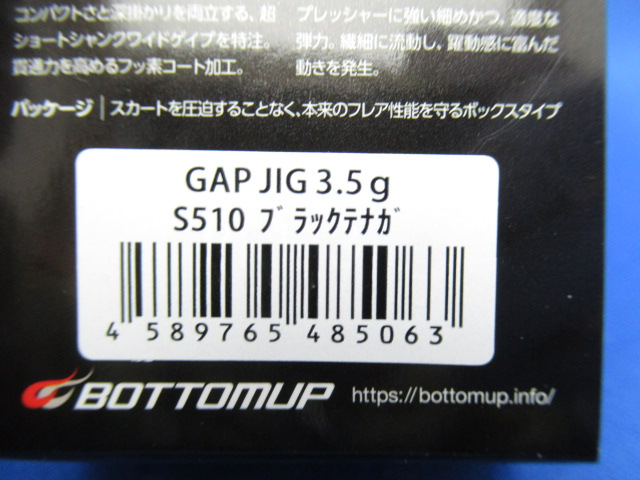 コンパクトさと深掛かりを両立する、超
ショートシャンクワイドゲイプを特注。
貫通力を高めるフッ素コート加工。
プレッシャーに強い細めかつ、適度な
弾力。繊細に流動し、躍動感に富んだ
動きを発生。
パッケージ|スカートを圧迫することなく、本来のフレア性能を守るボックスタイプ
GAP JIG 3.5 g
S510 ブラックテナガ
4 589765 485063
BOTTOMUP
https://bottomup.info/